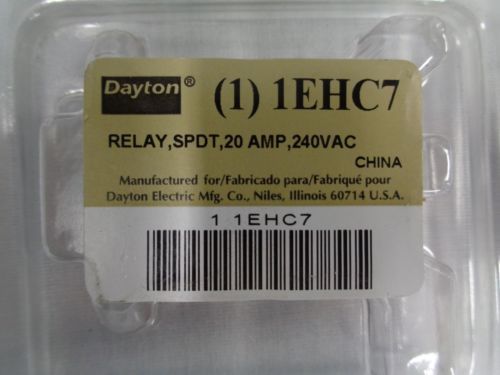 Dayton® (1) 1EHC7
RELAY,SPDT,20 AMP,240VAC
CHINA
Manufactured for/Fabricado para/Fabriqué pour
Dayton Electric Mfg. Co., Niles, Illinois 60714 U.S.A.
1 1EHC7